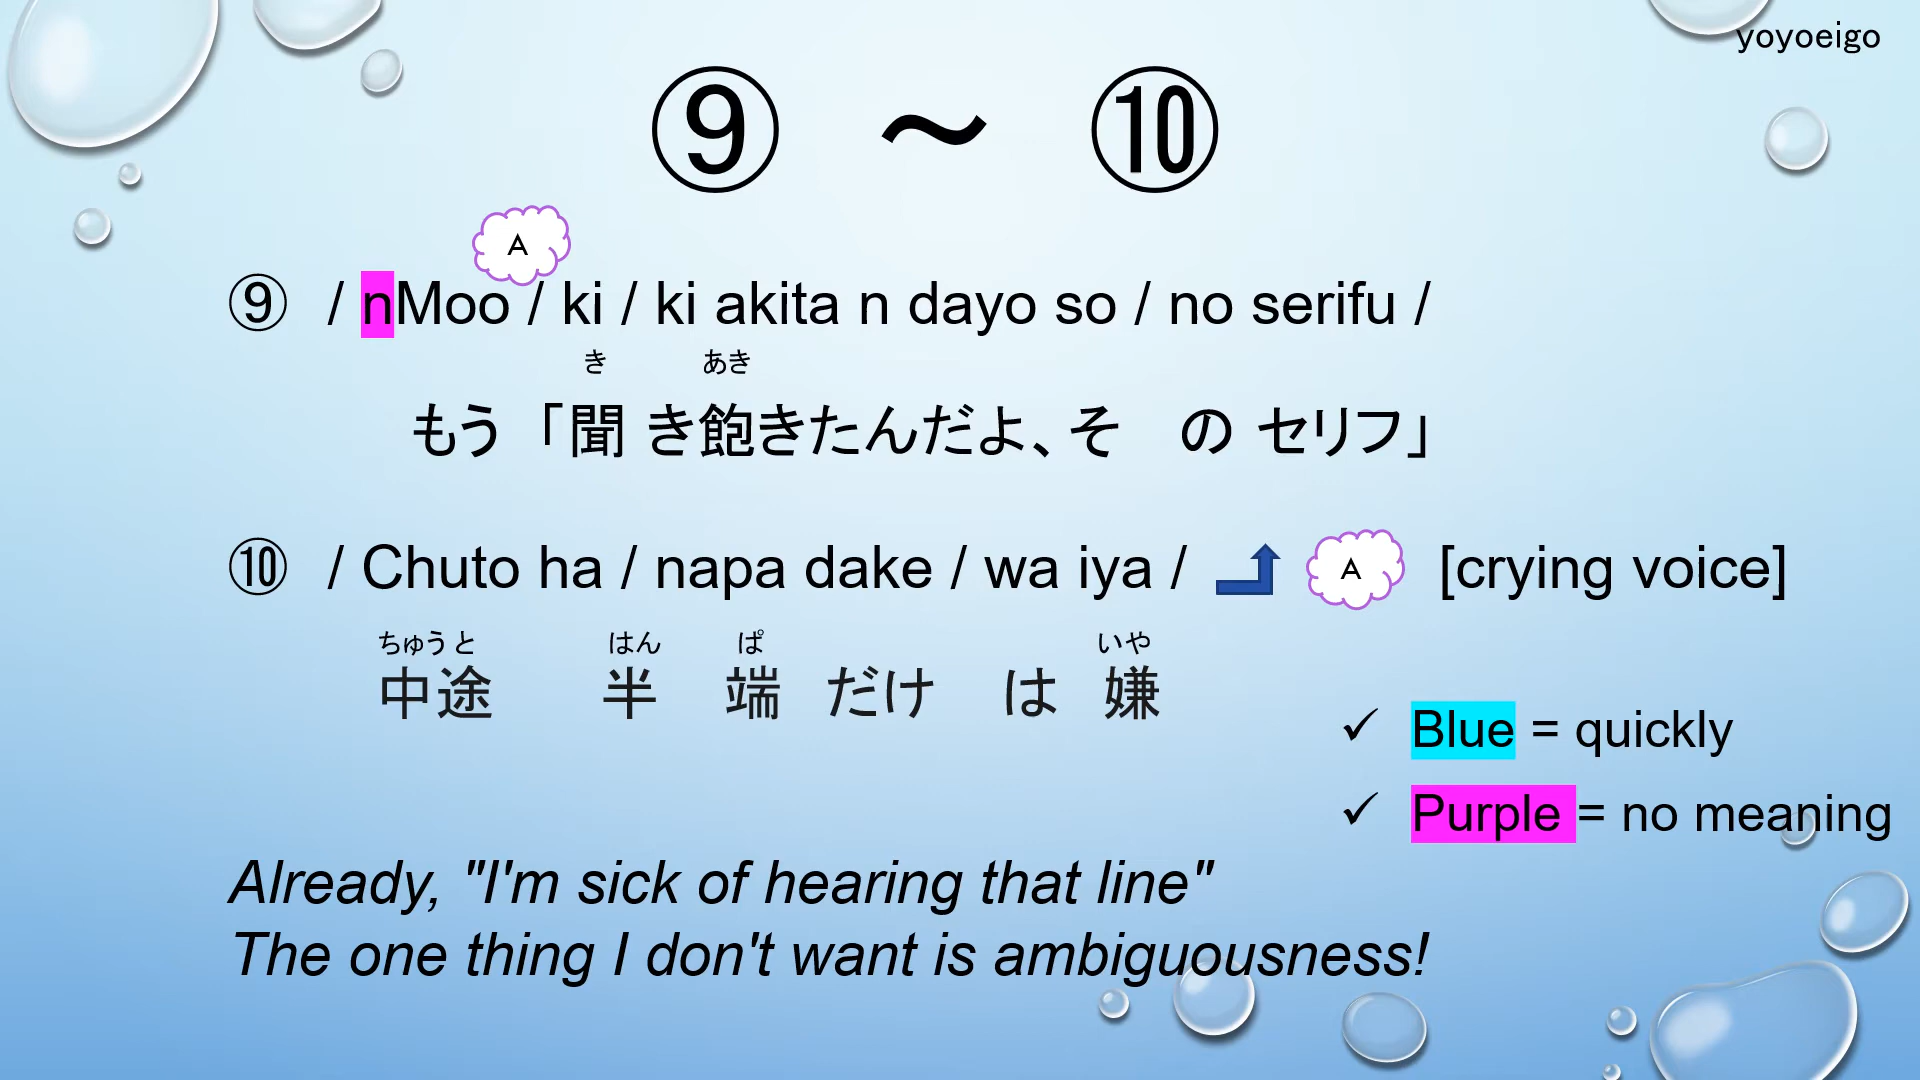 yoyoeigo
⑨ ～ ⑩
A
⑨ / nMoo / ki / ki akita n dayo so / no serifu /
き あき
もう 「聞 き飽きたんだよ、そ の セリフ」
⑩ / Chuto ha / napa dake / wa iya / A [crying voice]
ちゅうと はん ぱ いや
中途 半 端 だけ は 嫌
✓ Blue = quickly
✓ Purple = no meaning
Already, "I'm sick of hearing that line"
The one thing I don't want is ambiguousness!